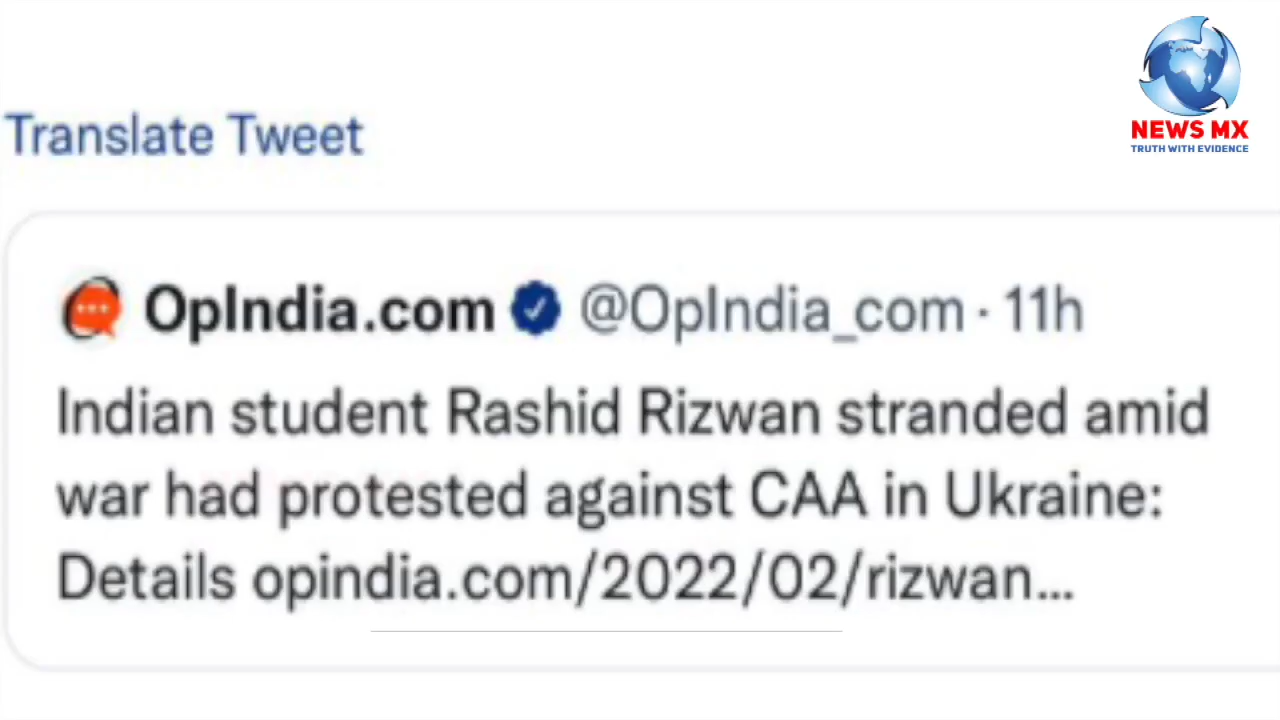 NEWS MX
TRUTH WITH EVIDENCE
Translate Tweet
OpIndia.com @OpIndia_com · 11h
Indian student Rashid Rizwan stranded amid
war had protested against CAA in Ukraine:
Details opindia.com/2022/02/rizwan...